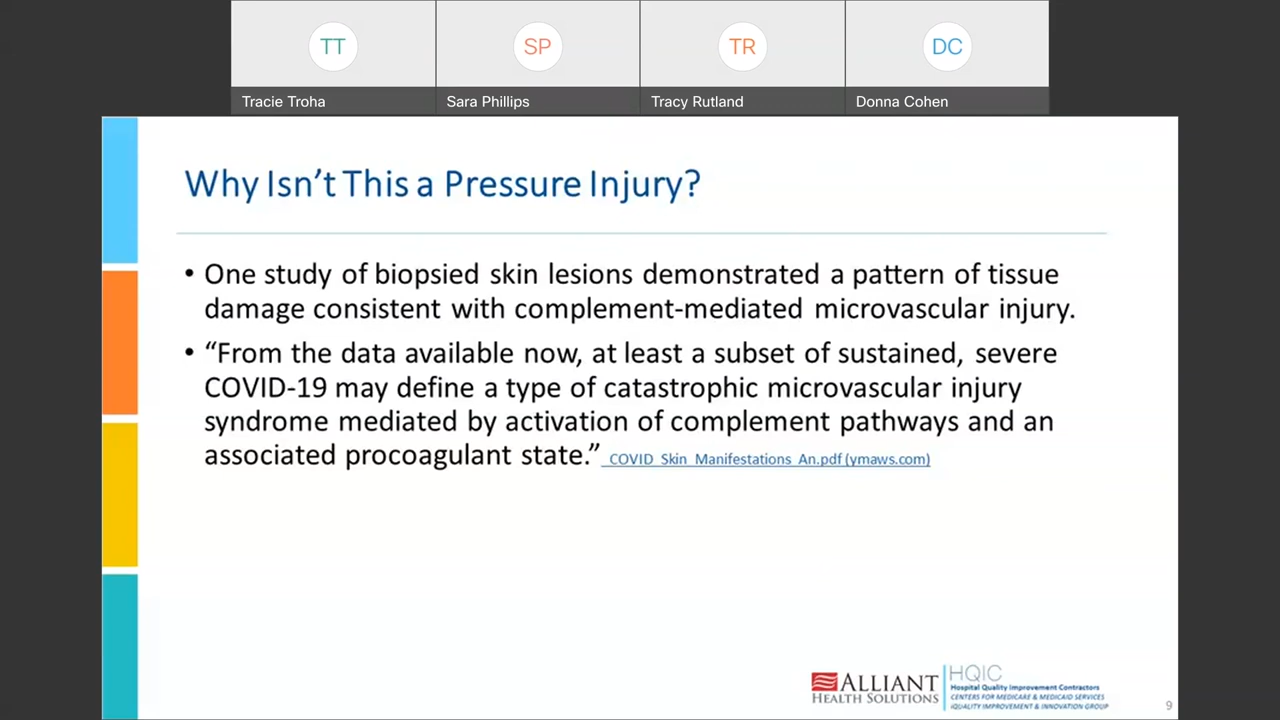 TT
SP
TR
DC
Tracie Troha
Sara Phillips
Tracy Rutland
Donna Cohen
Why Isn’t This a Pressure Injury?
• One study of biopsied skin lesions demonstrated a pattern of tissue
damage consistent with complement-mediated microvascular injury.
• “From the data available now, at least a subset of sustained, severe
COVID-19 may define a type of catastrophic microvascular injury
syndrome mediated by activation of complement pathways and an
associated procoagulant state.” COVID_Skin_Manifestations_An.pdf (ymaws.com)
ALLIANT
HEALTH SOLUTIONS
HQIC
Hospital Quality Improvement Contractors
CENTERS FOR MEDICARE & MEDICAID SERVICES
iQUALITY IMPROVEMENT & INNOVATION GROUP
9